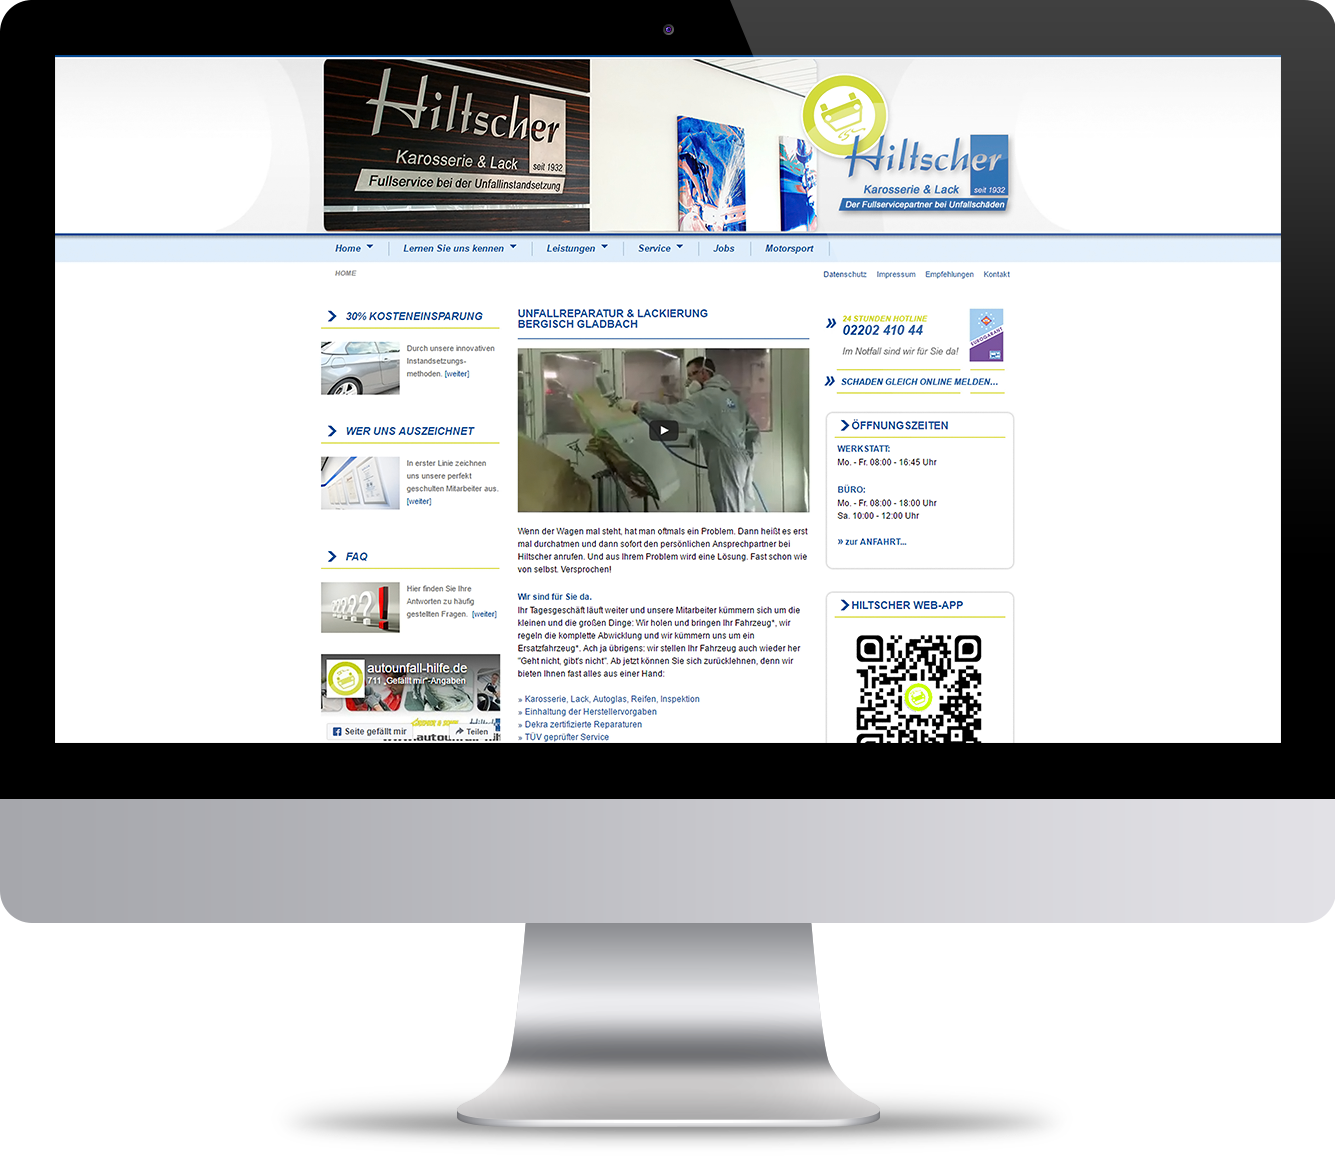 Hiltscher
Karosserie & Lack
seit 1932
Fullservice bei der Unfallinstandsetzung
Hiltscher
Karosserie & Lack
seit 1932
Der Fullservicepartner bei Unfallschäden
Home
Lernen Sie uns kennen
Leistungen
Service
Jobs
Motorsport
HOME
Datenschutz
Impressum
Empfehlungen
Kontakt
30% KOSTENEINSPARUNG
Durch unsere innovativen
Instandsetzungs-
methoden. [weiter]
WER UNS AUSZEICHNET
In erster Linie zeichnen
uns unsere perfekt
geschulten Mitarbeiter aus.
[weiter]
FAQ
Hier finden Sie Ihre
Antworten zu häufig
gestellten Fragen. [weiter]
autounfall-hilfe.de
711 „Gefällt mir“-Angaben
Seite gefällt mir
Teilen
UNFALLREPARATUR & LACKIERUNG
BERGISCH GLADBACH
Wenn der Wagen mal steht, hat man oftmals ein Problem. Dann heißt es erst
mal durchatmen und dann sofort den persönlichen Ansprechpartner bei
Hiltscher anrufen. Und aus Ihrem Problem wird eine Lösung. Fast schon wie
von selbst. Versprochen!
Wir sind für Sie da.
Ihr Tagesgeschäft läuft weiter und unsere Mitarbeiter kümmern sich um die
kleinen und die großen Dinge: Wir holen und bringen Ihr Fahrzeug*, wir
regeln die komplette Abwicklung und wir kümmern uns um ein
Ersatzfahrzeug*. Ach ja übrigens: wir stellen Ihr Fahrzeug auch wieder her
"Geht nicht, gibt's nicht". Ab jetzt können Sie sich zurücklehnen, denn wir
bieten Ihnen fast alles aus einer Hand:
» Karosserie, Lack, Autoglas, Reifen, Inspektion
» Einhaltung der Herstellervorgaben
» Dekra zertifizierte Reparaturen
» TÜV geprüfter Service
» 24 STUNDEN HOTLINE
02202 410 44
Im Notfall sind wir für Sie da!
EUROGARANT
» SCHADEN GLEICH ONLINE MELDEN...
ÖFFNUNGSZEITEN
WERKSTATT:
Mo. - Fr. 08:00 - 16:45 Uhr
BÜRO:
Mo. - Fr. 08:00 - 18:00 Uhr
Sa. 10:00 - 12:00 Uhr
» zur ANFAHRT...
HILTSCHER WEB-APP